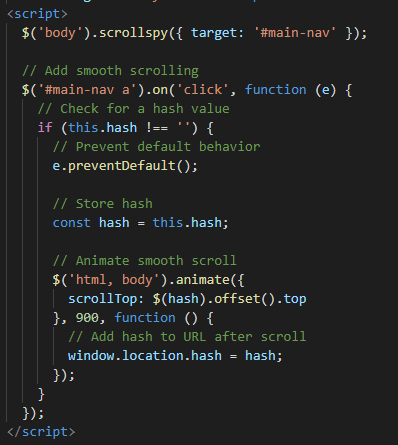 <script>
$('body').scrollspy({ target: '#main-nav' });
// Add smooth scrolling
$('#main-nav a').on('click', function (e) {
// Check for a hash value
if (this.hash !== '') {
// Prevent default behavior
e.preventDefault();
// Store hash
const hash = this.hash;
// Animate smooth scroll
$('html, body').animate({
scrollTop: $(hash).offset().top
}, 900, function () {
// Add hash to URL after scroll
window.location.hash = hash;
});
}
});
</script>